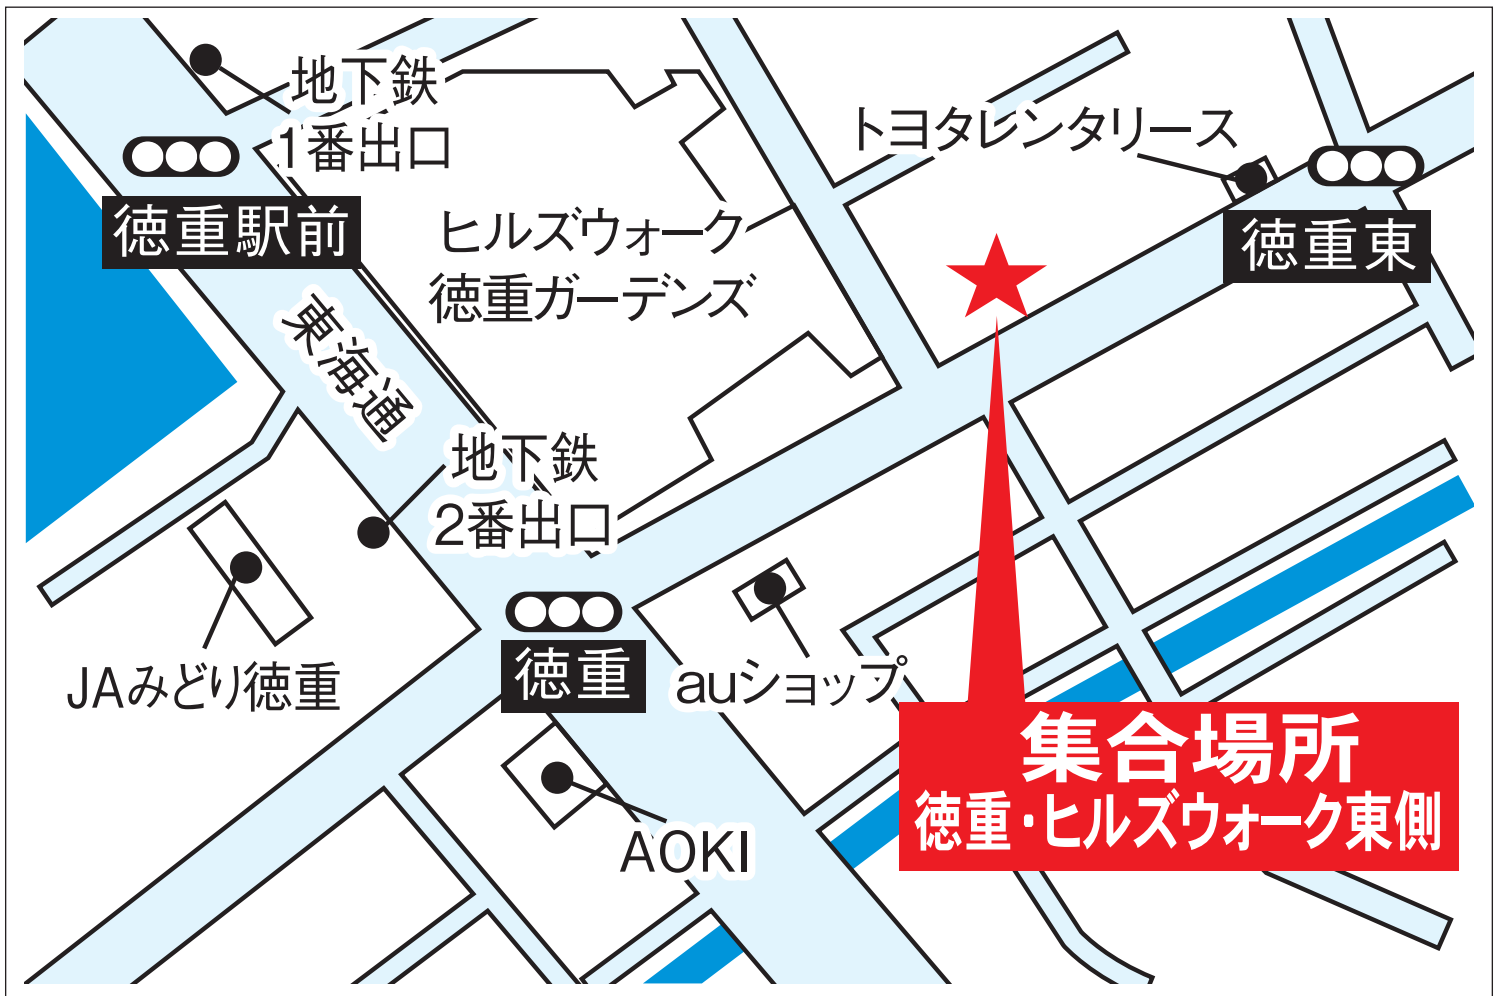 地下鉄
1番出口
トヨタレンタリース
徳重駅前
ヒルズウォーク
徳重ガーデンズ
徳重東
東海通
地下鉄
2番出口
JAみどり徳重
徳重
auショップ
集合場所
徳重・ヒルズウォーク東側
AOKI